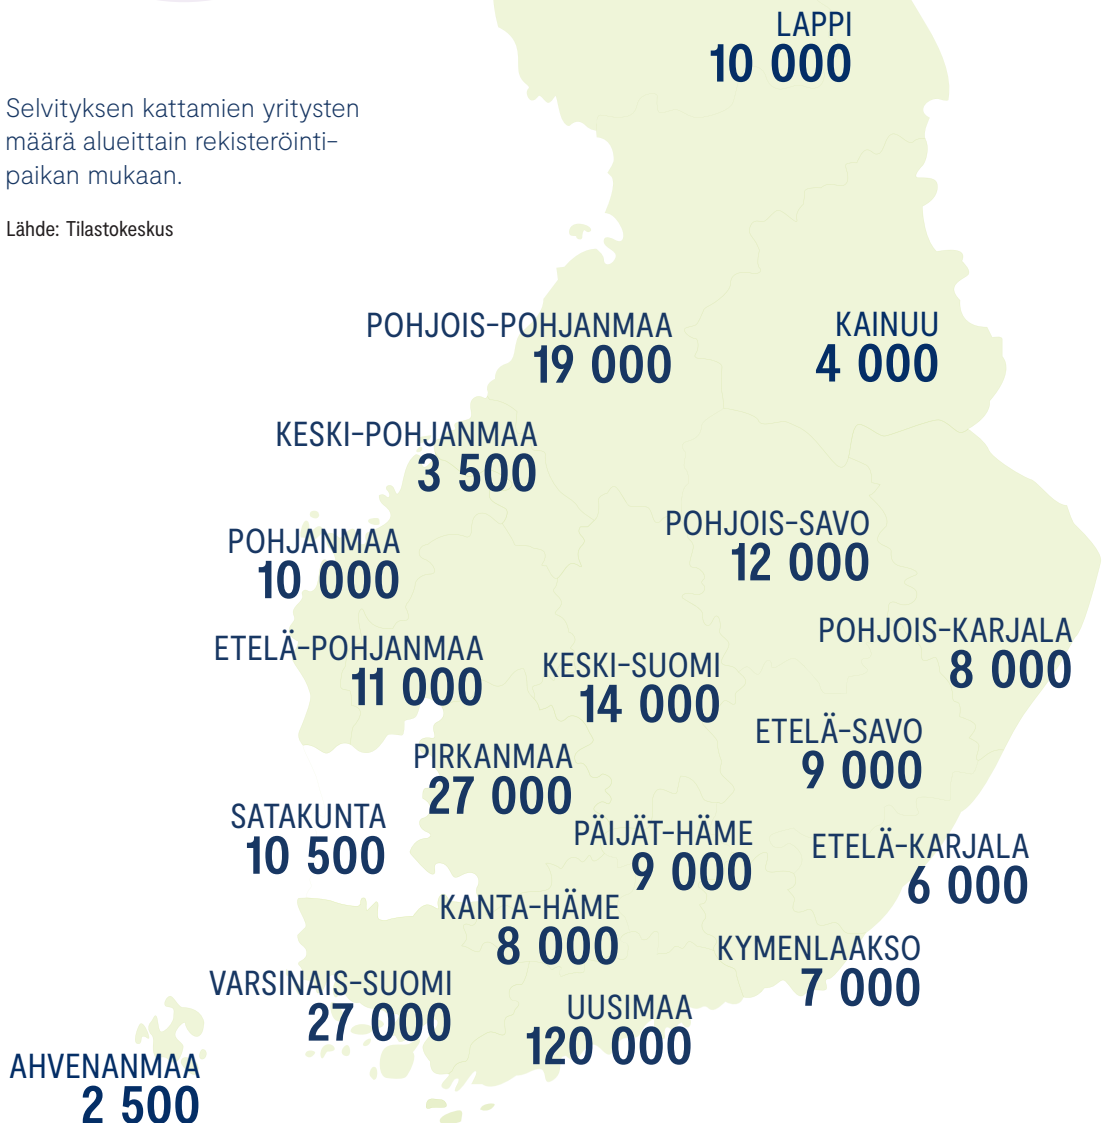 LAPPI
10 000
Selvityksen kattamien yritysten
määrä alueittain rekisteröinti-
paikan mukaan.
Lähde: Tilastokeskus
POHJOIS-POHJANMAA
19 000
KAINUU
4 000
KESKI-POHJANMAA
3 500
POHJOIS-SAVO
12 000
POHJANMAA
10 000
POHJOIS-KARJALA
8 000
ETELÄ-POHJANMAA
11 000
KESKI-SUOMI
14 000
ETELÄ-SAVO
9 000
PIRKANMAA
27 000
SATAKUNTA
10 500
PÄIJÄT-HÄME
9 000
ETELÄ-KARJALA
6 000
KANTA-HÄME
8 000
KYMENLAAKSO
7 000
VARSINAIS-SUOMI
27 000
UUSIMAA
120 000
AHVENANMAA
2 500